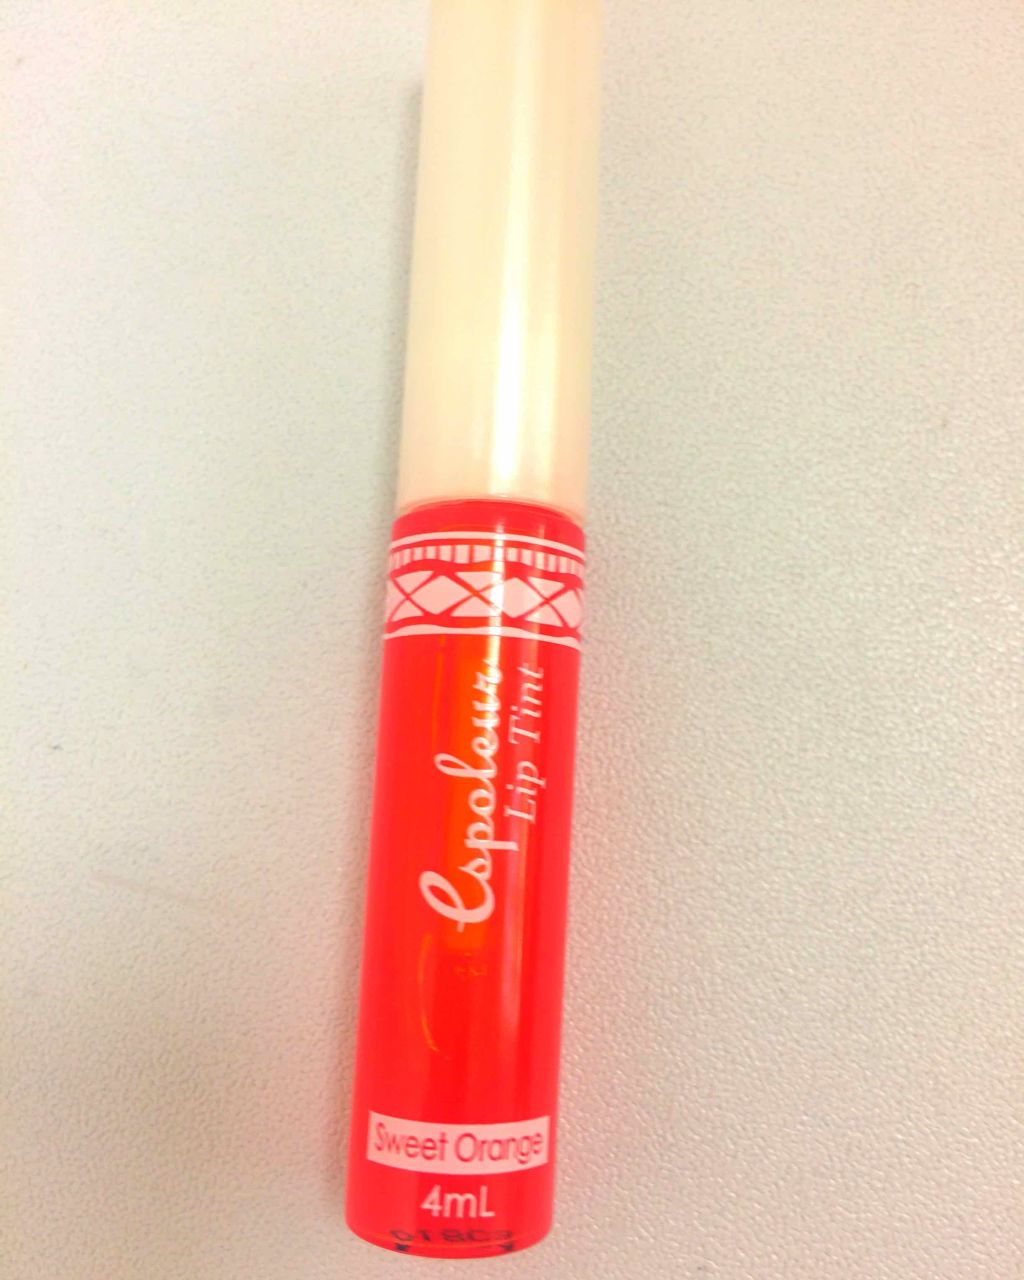 Espoleur
Lip Tint
Sweet Orange
4mL